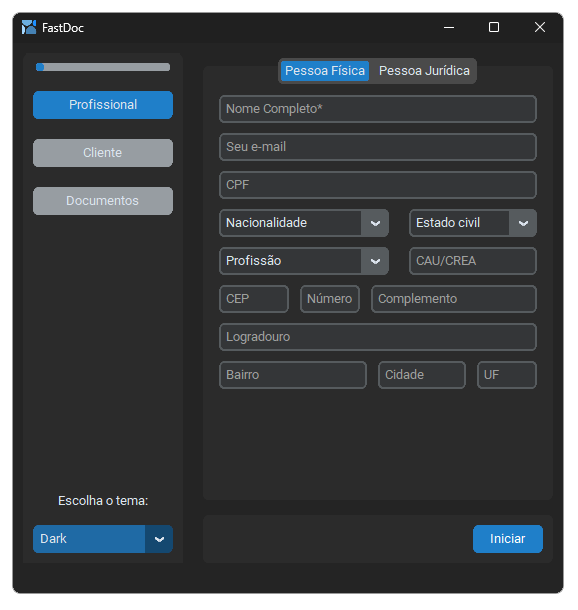 FastDoc
Profissional
Cliente
Documentos
Escolha o tema:
Dark
Pessoa Física Pessoa Jurídica
Nome Completo*
Seu e-mail
CPF
Nacionalidade Estado civil
Profissão CAU/CREA
CEP Número Complemento
Logradouro
Bairro Cidade UF
Iniciar